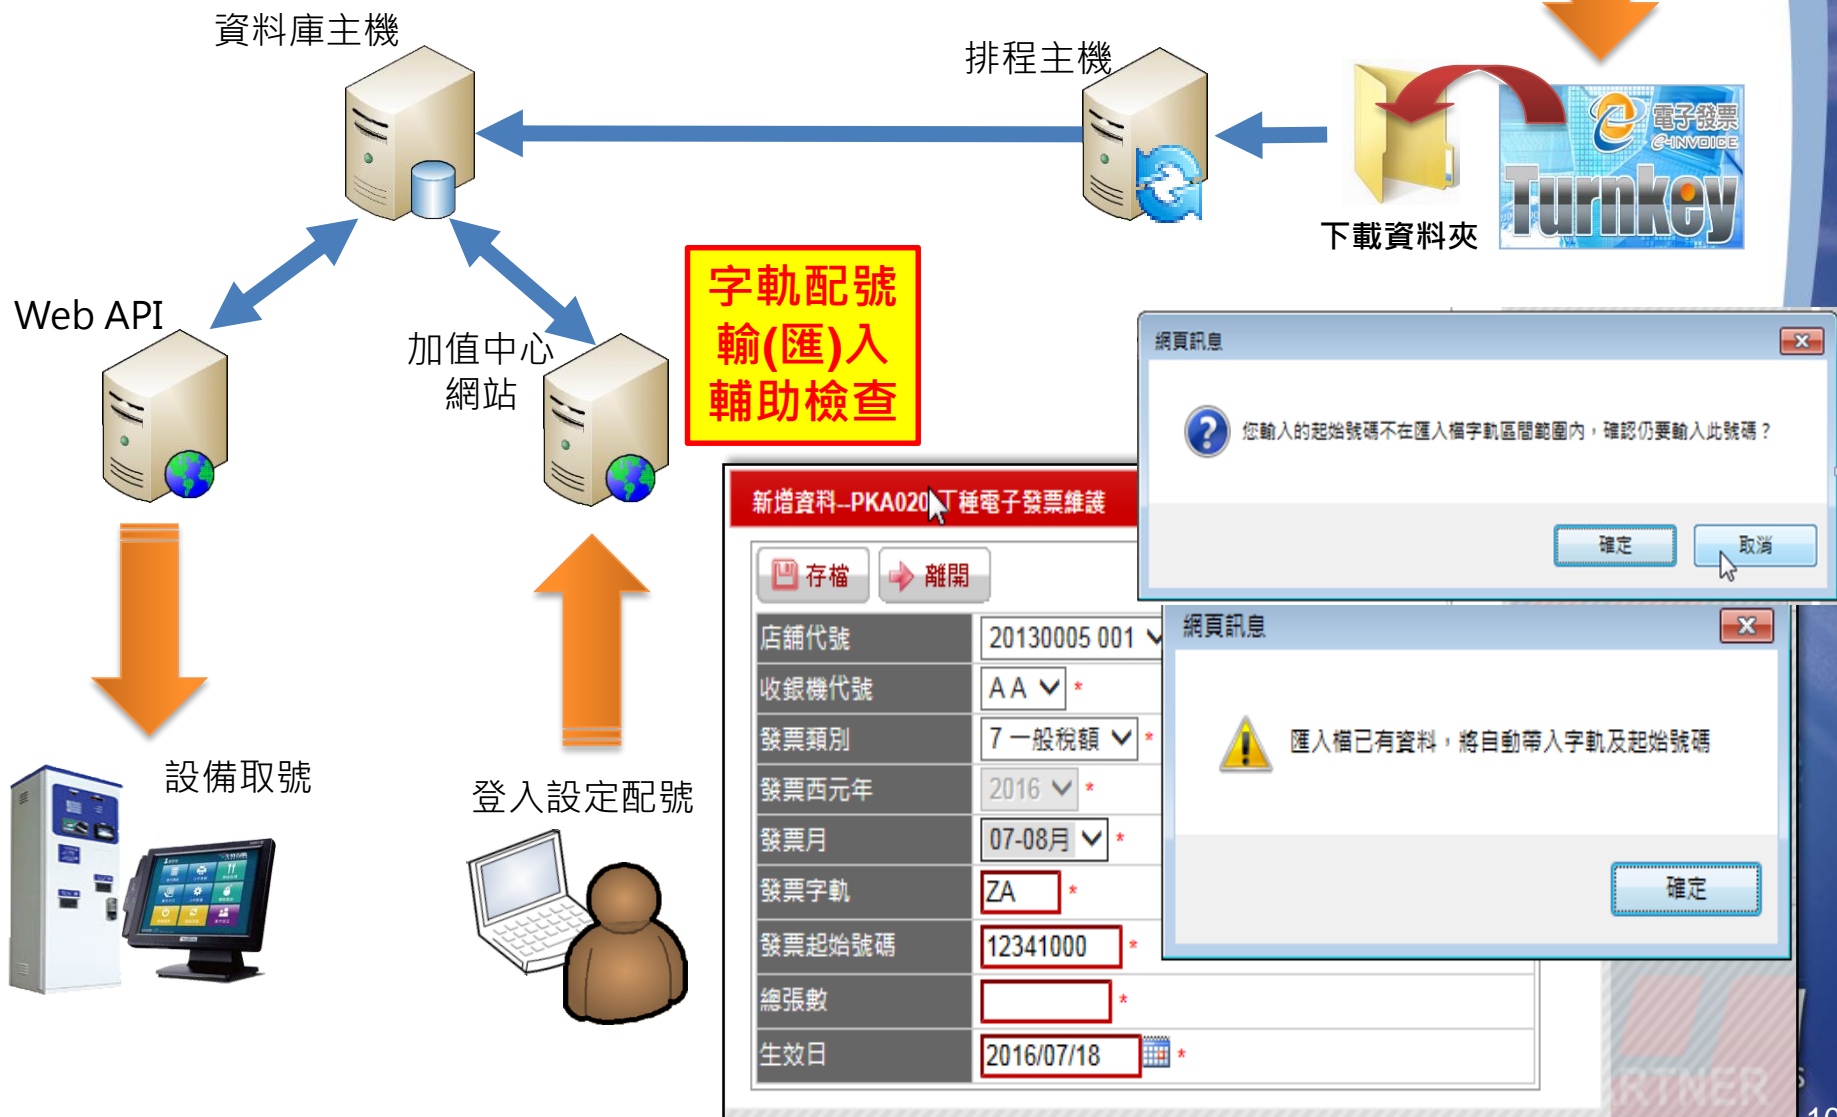 資料庫主機
排程主機
電子發票
e-INVOICE
Turnkey
下載資料夾
Web API
加值中心
網站
字軌配號
輸(匯)入
輔助檢查
網頁訊息
您輸入的起始號碼不在匯入檔字軌區間範圍內，確認仍要輸入此號碼？
確定
取消
新增資料--PKA020 丁種電子發票維護
存檔
離開
店舖代號
20130005 001
收銀機代號
A A
*
發票類別
7 一般稅額
*
發票西元年
2016
*
發票月
07-08月
*
發票字軌
ZA
*
發票起始號碼
12341000
*
總張數
*
生效日
2016/07/18
*
網頁訊息
匯入檔已有資料，將自動帶入字軌及起始號碼
確定
設備取號
登入設定配號
RTNER